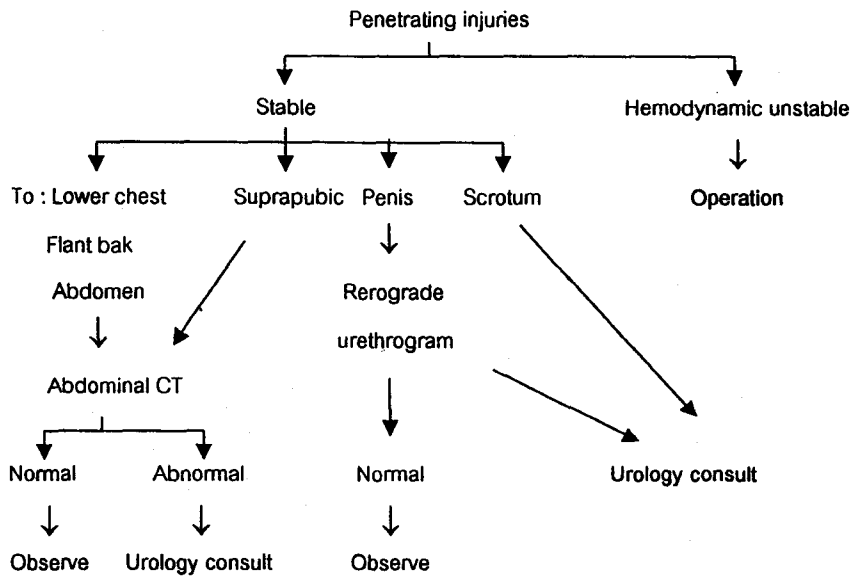 Penetrating injuries
Stable
Hemodynamic unstable
To : Lower chest
Suprapubic
Penis
Scrotum
Operation
Flant bak
Abdomen
Rerograde
urethrogram
Abdominal CT
Normal
Abnormal
Normal
Urology consult
Observe
Urology consult
Observe